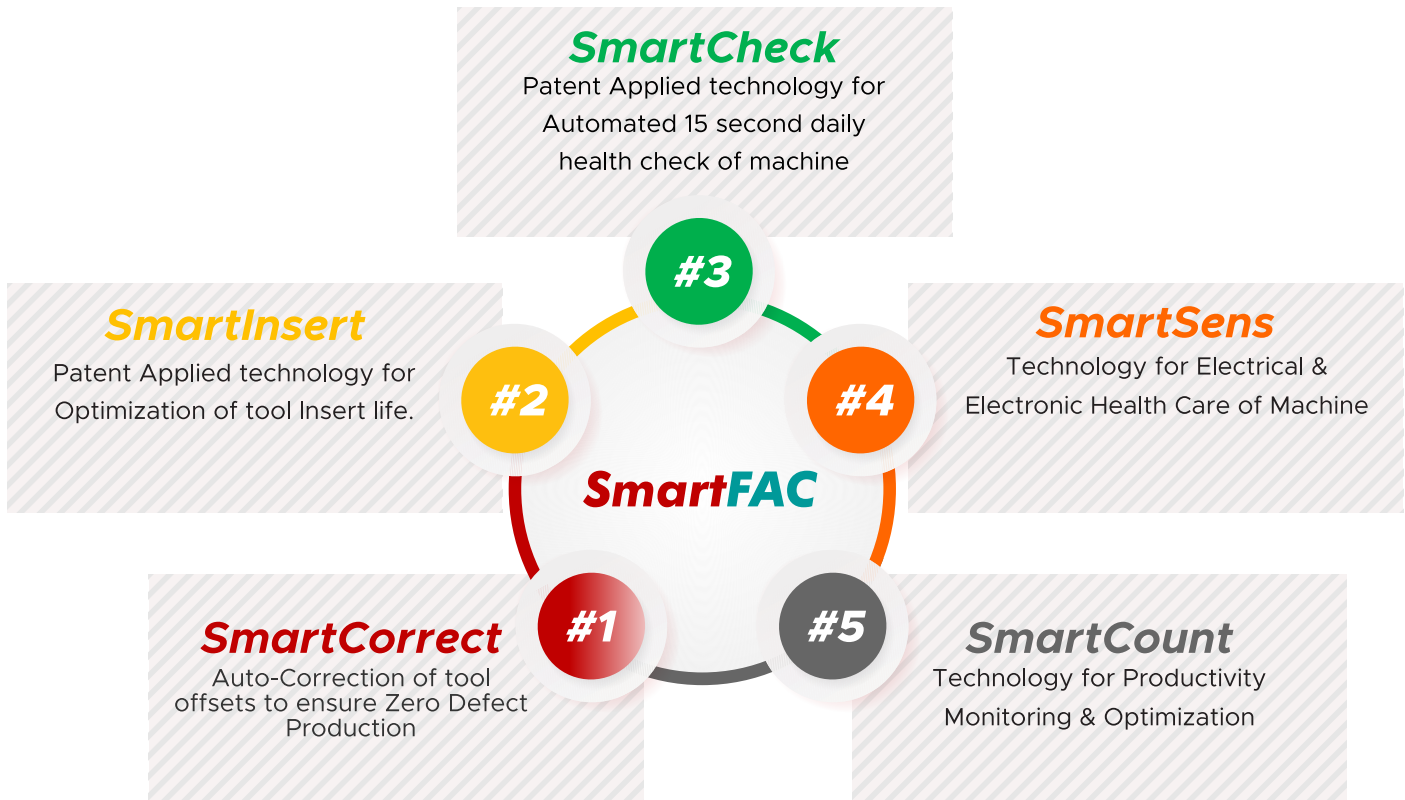 SmartCheck
Patent Applied technology for
Automated 15 second daily
health check of machine
#3
SmartInsert
Patent Applied technology for
Optimization of tool Insert life.
#2
SmartSens
Technology for Electrical &
Electronic Health Care of Machine
#4
SmartFAC
SmartCorrect
Auto-Correction of tool
offsets to ensure Zero Defect
Production
#1
SmartCount
Technology for Productivity
Monitoring & Optimization
#5